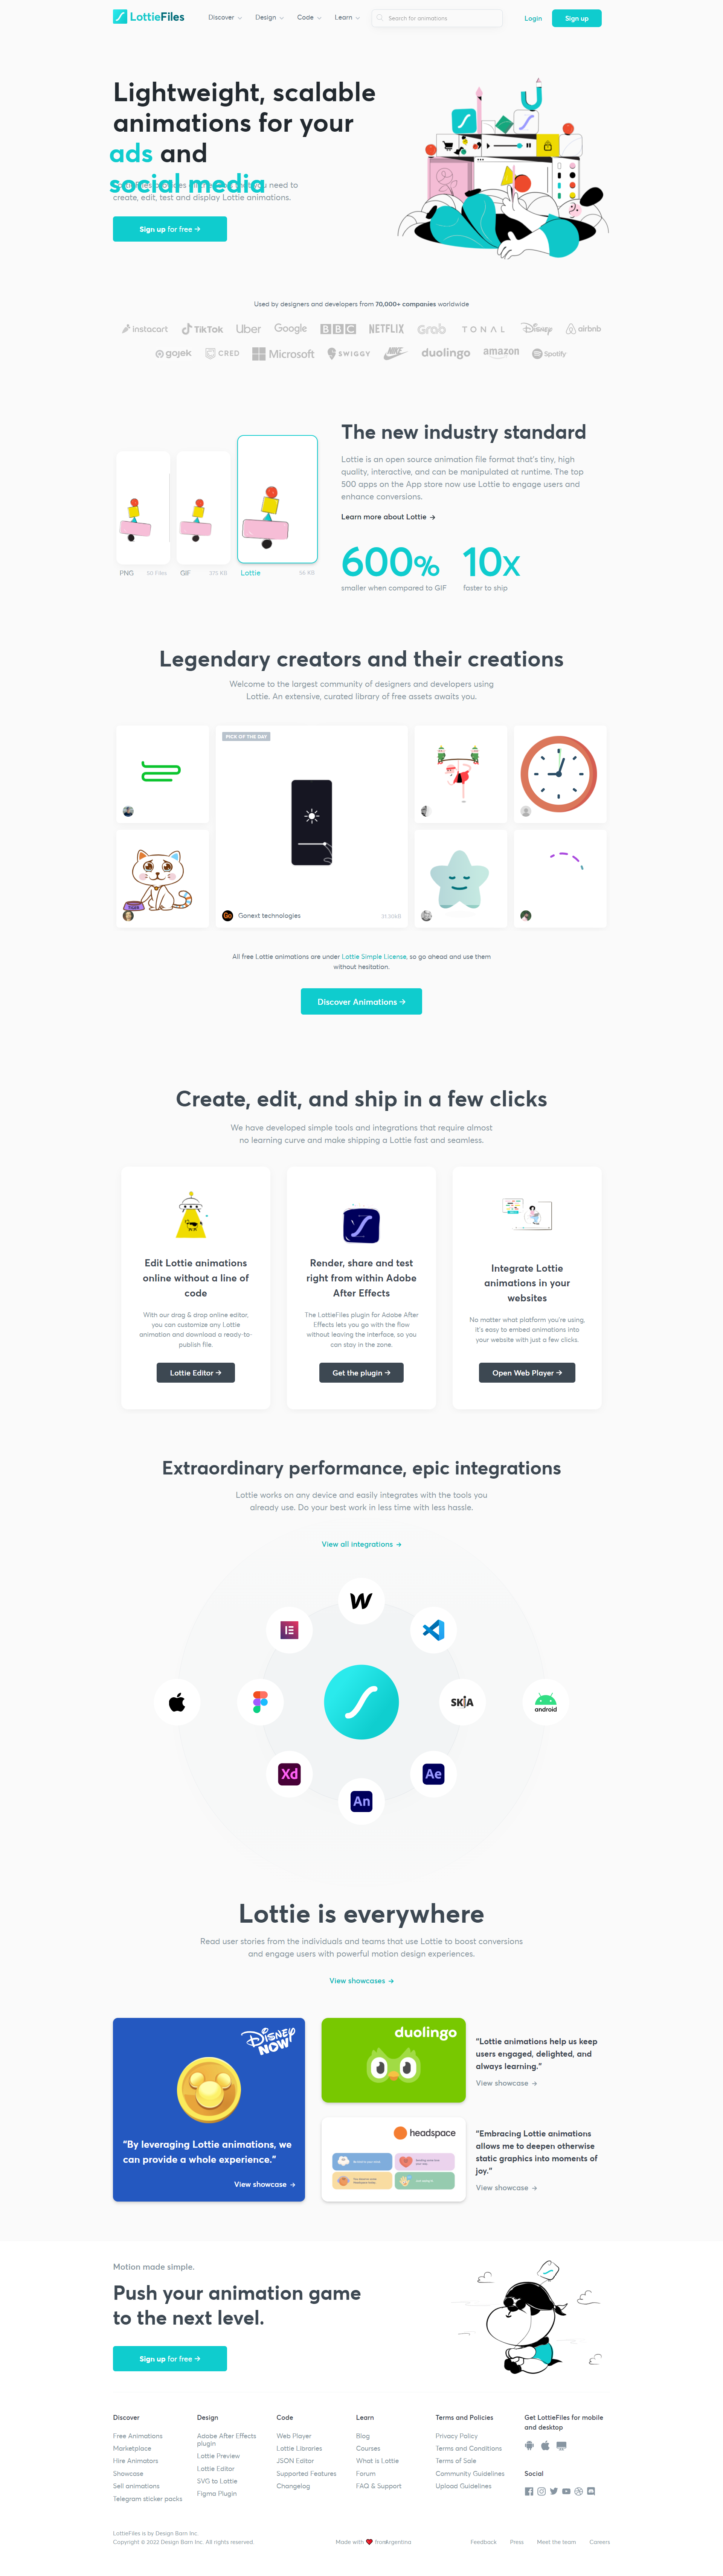 LottieFiles
Discover Design Code Learn Search for animations Login Sign up
Lightweight, scalable
animations for your
ads and
social media
create, edit, test and display Lottie animations.
Sign up for free →
Used by designers and developers from 70,000+ companies worldwide
instacart TikTok Uber Google BBC NETFLIX Grab TONAL Disney airbnb
gojek CRED Microsoft SWIGGY NIKE duolingo amazon Spotify
The new industry standard
Lottie is an open source animation file format that's tiny, high
quality, interactive, and can be manipulated at runtime. The top
500 apps on the App store now use Lottie to engage users and
enhance conversions.
Learn more about Lottie →
600% 10X
smaller when compared to GIF faster to ship
PNG 50 Files GIF 375 KB Lottie KB
Legendary creators and their creations
Welcome to the largest community of designers and developers using
Lottie. An extensive, curated library of free assets awaits you.
PICK OF THE DAY
Go
Gonext technologies
All free Lottie animations are under Lottie Simple License, so go ahead and use them
without hesitation.
Discover Animations →
Create, edit, and ship in a few clicks
We have developed simple tools and integrations that require almost
no learning curve and make shipping a Lottie fast and seamless.
Edit Lottie animations
online without a line of
code
With our drag & drop online editor,
you can customize any Lottie
animation and download a ready-to-
publish file.
Lottie Editor →
Render, share and test
right from within Adobe
After Effects
The LottieFiles plugin for Adobe After
Effects lets you go with the flow
without leaving the interface, so you
can stay in the zone.
Get the plugin →
Integrate Lottie
animations in your
websites
No matter what platform you're using,
it's easy to embed animations into
your website with just a few clicks.
Open Web Player →
Extraordinary performance, epic integrations
Lottie works on any device and easily integrates with the tools you
already use. Do your best work in less time with less hassle.
View all integrations →
W
SKIA
android
Xd
Ae
An
Lottie is everywhere
Read user stories from the individuals and teams that use Lottie to boost conversions
and engage users with powerful motion design experiences.
View showcases →
Disney
NOW
"By leveraging Lottie animations, we
can provide a whole experience."
View showcase →
duolingo
"Lottie animations help us keep
users engaged, delighted, and
always learning."
View showcase →
headspace
"Embracing Lottie animations
allows me to deepen otherwise
static graphics into moments of
joy."
View showcase →
Motion made simple.
Push your animation game
to the next level.
Sign up for free →
Discover
Free Animations
Marketplace
Hire Animators
Showcase
Sell animations
Telegram sticker packs
Design
Adobe After Effects
plugin
Lottie Preview
Lottie Editor
SVG to Lottie
Figma Plugin
Code
Web Player
Lottie Libraries
JSON Editor
Supported Features
Changelog
Learn
Blog
Courses
What is Lottie
Forum
FAQ & Support
Terms and Policies
Privacy Policy
Terms and Conditions
Terms of Sale
Community Guidelines
Upload Guidelines
Get LottieFiles for mobile
and desktop
Social
LottieFiles is by Design Barn Inc.
Copyright © 2022 Design Barn Inc. All rights reserved.
Made with from Argentina
Feedback Press Meet the team Careers